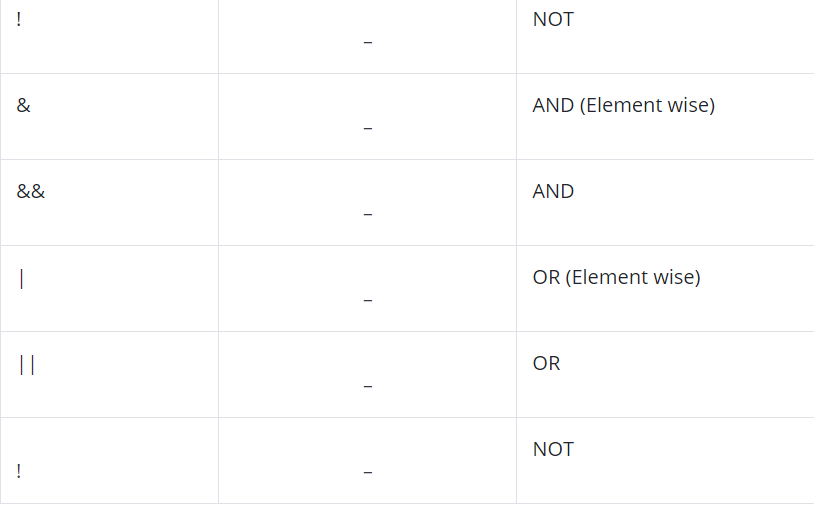 ! – NOT
& – AND (Element wise)
&& – AND
| – OR (Element wise)
|| – OR
! – NOT